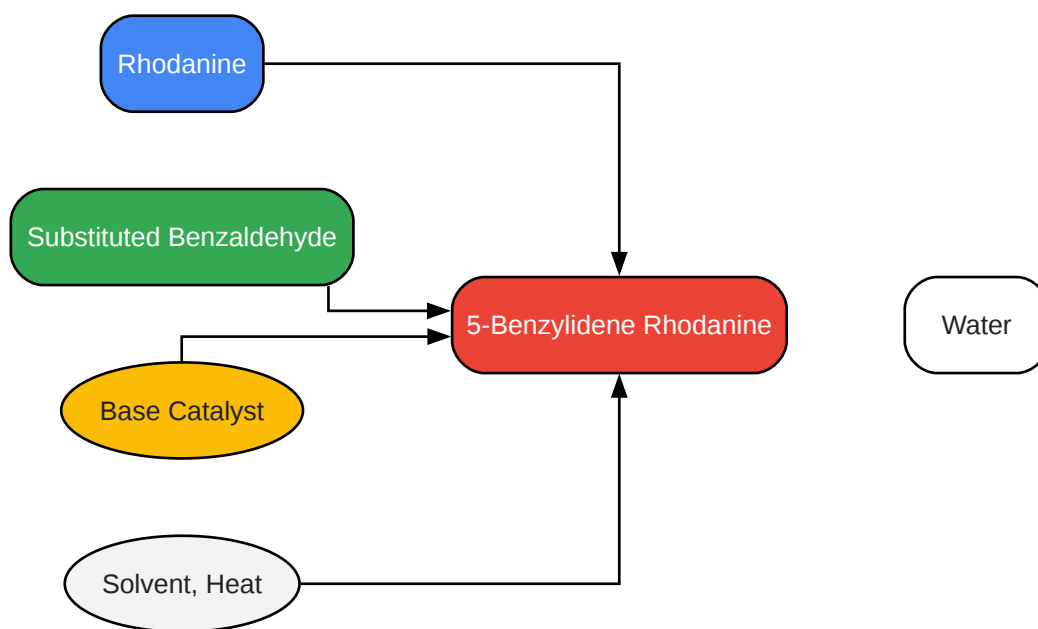 Rhodanine
Substituted Benzaldehyde
5-Benzylidene Rhodanine
Water
Base Catalyst
Solvent, Heat